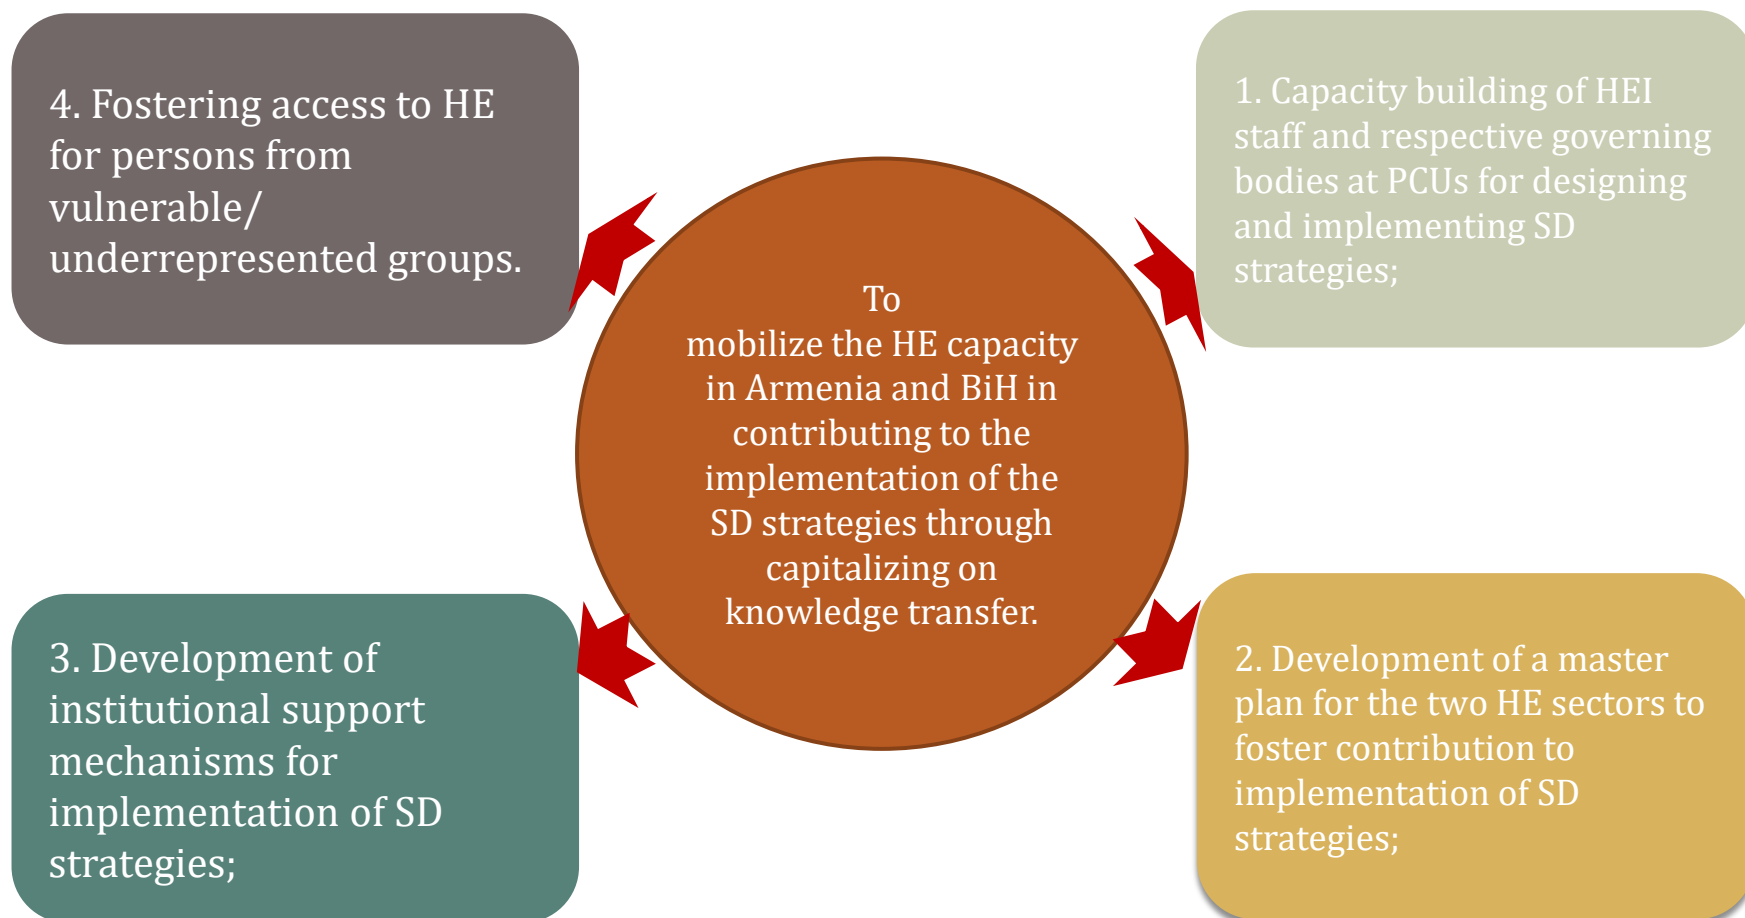 4. Fostering access to HE
for persons from
vulnerable/
underrepresented groups.
1. Capacity building of HEI
staff and respective governing
bodies at PCUs for designing
and implementing SD
strategies;
To
mobilize the HE capacity
in Armenia and BiH in
contributing to the
implementation of the
SD strategies through
capitalizing on
knowledge transfer.
3. Development of
institutional support
mechanisms for
implementation of SD
strategies;
2. Development of a master
plan for the two HE sectors to
foster contribution to
implementation of SD
strategies;